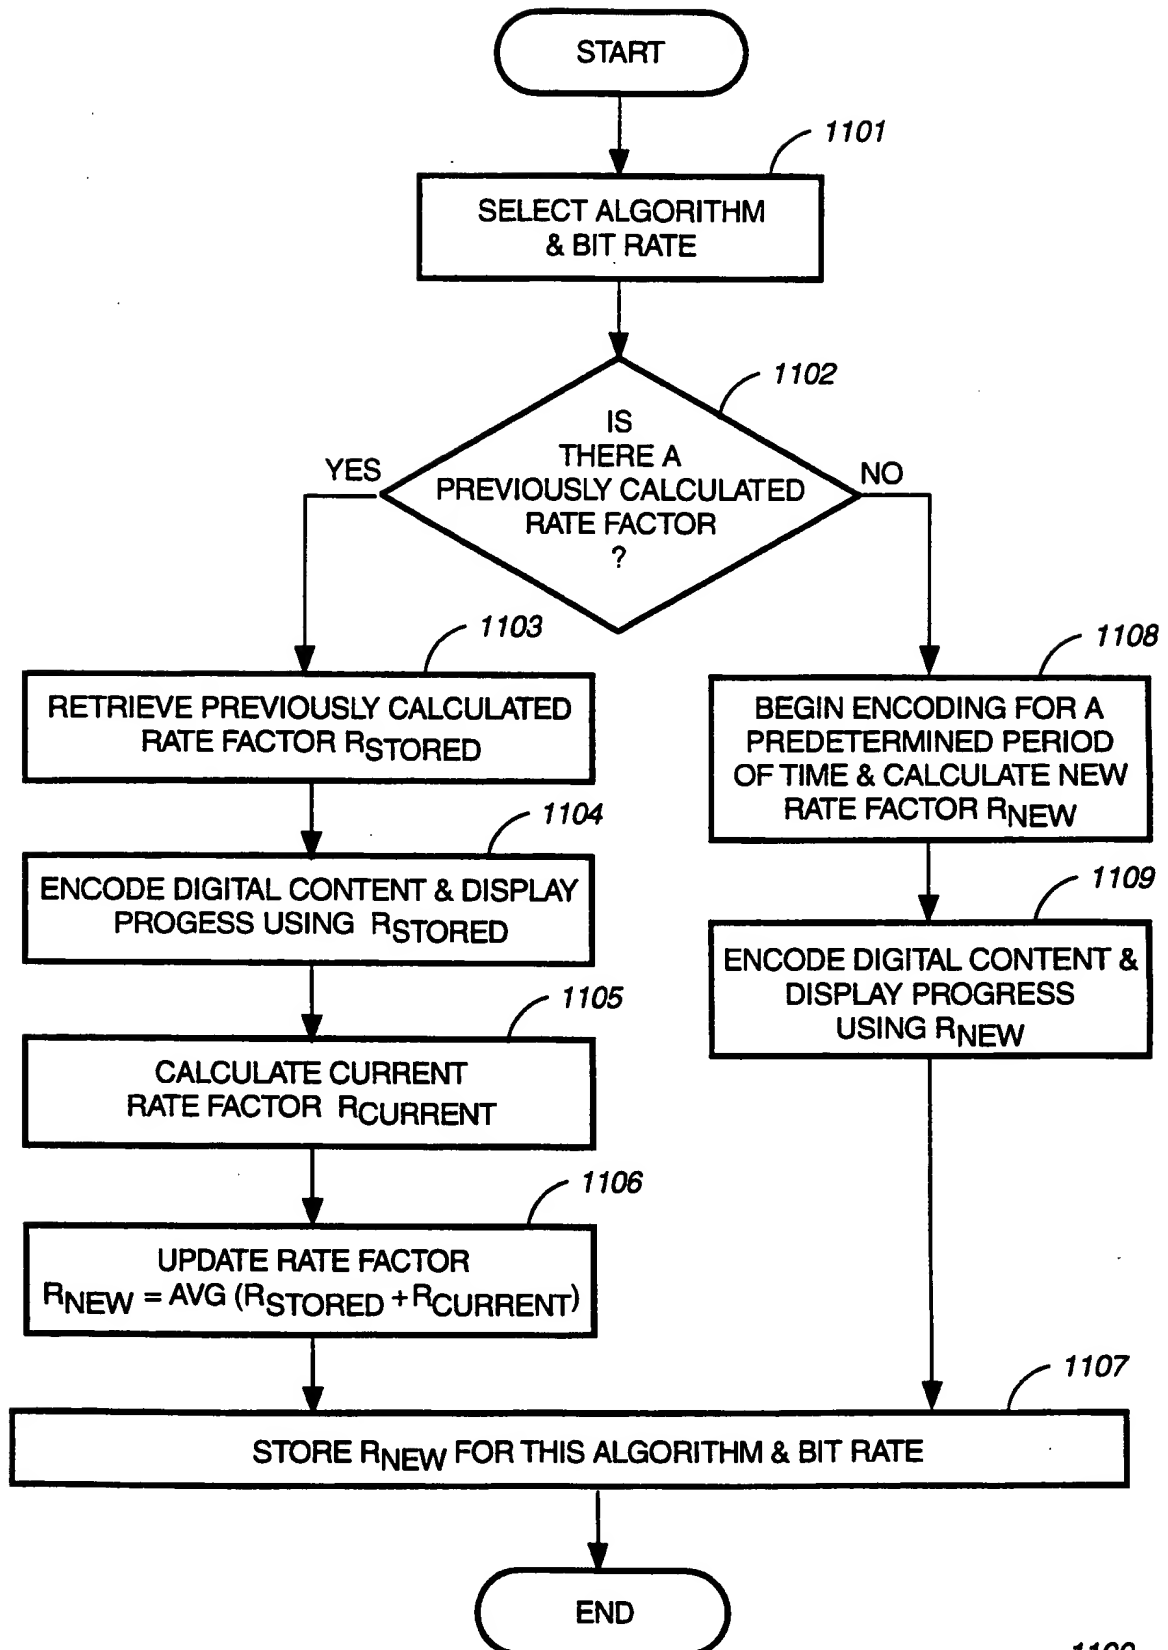 START
1101
SELECT ALGORITHM
& BIT RATE
1102
IS
THERE A
PREVIOUSLY CALCULATED
RATE FACTOR
?
YES
NO
1103
RETRIEVE PREVIOUSLY CALCULATED
RATE FACTOR RSTORED
1104
ENCODE DIGITAL CONTENT & DISPLAY
PROGESS USING RSTORED
1105
CALCULATE CURRENT
RATE FACTOR RCURRENT
1106
UPDATE RATE FACTOR
RNEW = AVG (RSTORED + RCURRENT)
1108
BEGIN ENCODING FOR A
PREDETERMINED PERIOD
OF TIME & CALCULATE NEW
RATE FACTOR RNEW
1109
ENCODE DIGITAL CONTENT &
DISPLAY PROGRESS
USING RNEW
1107
STORE RNEW FOR THIS ALGORITHM & BIT RATE
END